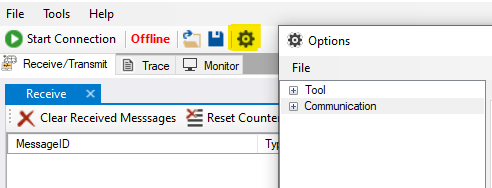 File Tools Help
Start Connection Offline
Options
Receive/Transmit Trace Monitor
File
Receive
Tool
Communication
Clear Received Messsages Reset Counter
MessageID Typ